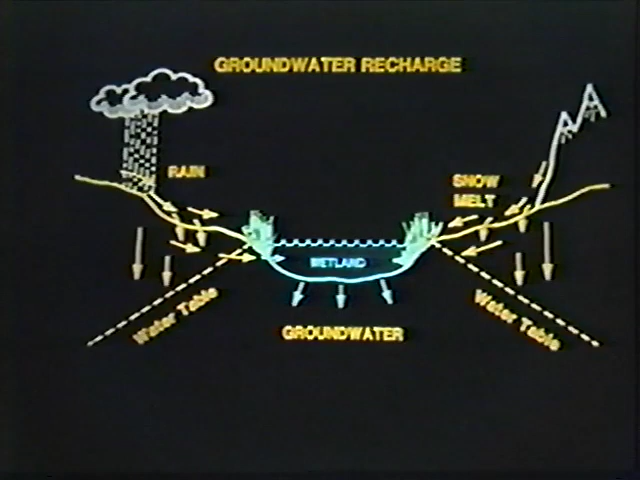 GROUNDWATER RECHARGE
RAIN
SNOW
MELT
WETLAND
Water Table
Water Table
GROUNDWATER